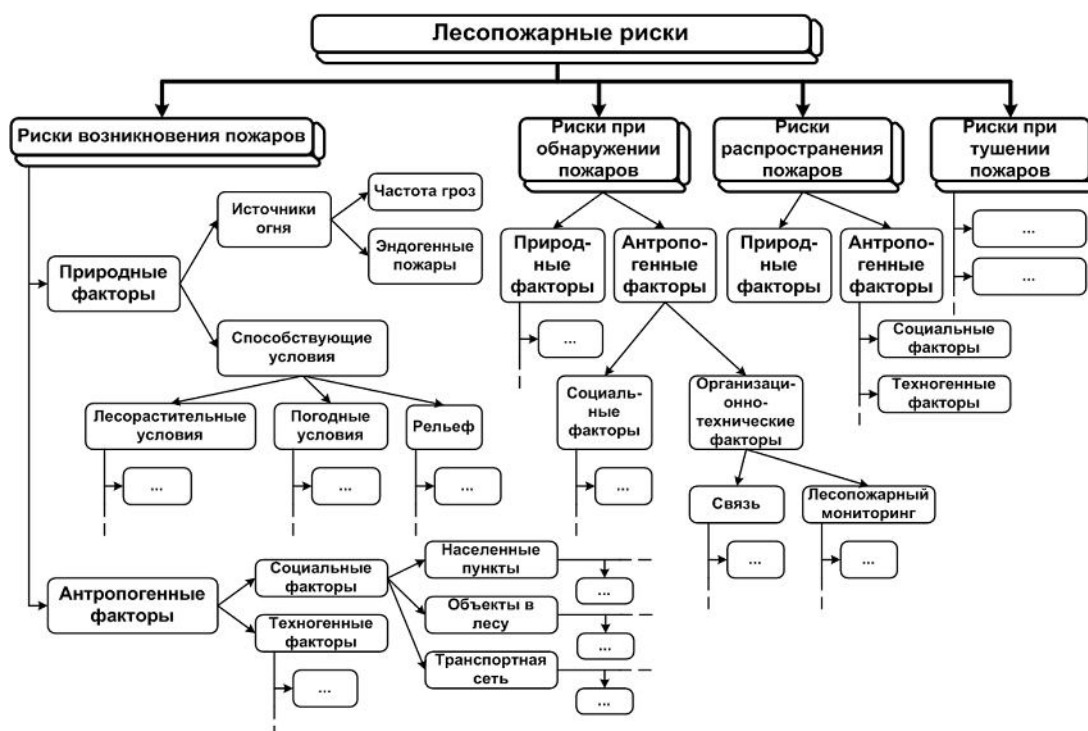 Лесопожарные риски
Риски возникновения пожаров
Риски при
обнаружении
пожаров
Риски
распространения
пожаров
Риски при
тушении
пожаров
Природные
факторы
Источники
огня
Частота гроз
Эндогенные
пожары
Способствующие
условия
Лесорастительные
условия
...
Погодные
условия
...
Рельеф
...
Антропогенные
факторы
Социальные
факторы
Населенные
пункты
...
Объекты в
лесу
...
Транспортная
сеть
...
Техногенные
факторы
...
Природ-
ные
факторы
...
Антропо-
генные
факторы
Социаль-
ные
факторы
...
Организаци-
онно-
технические
факторы
Связь
...
Лесопожарный
мониторинг
...
Природ-
ные
факторы
Антропо-
генные
факторы
Социальные
факторы
Техногенные
факторы
...
...